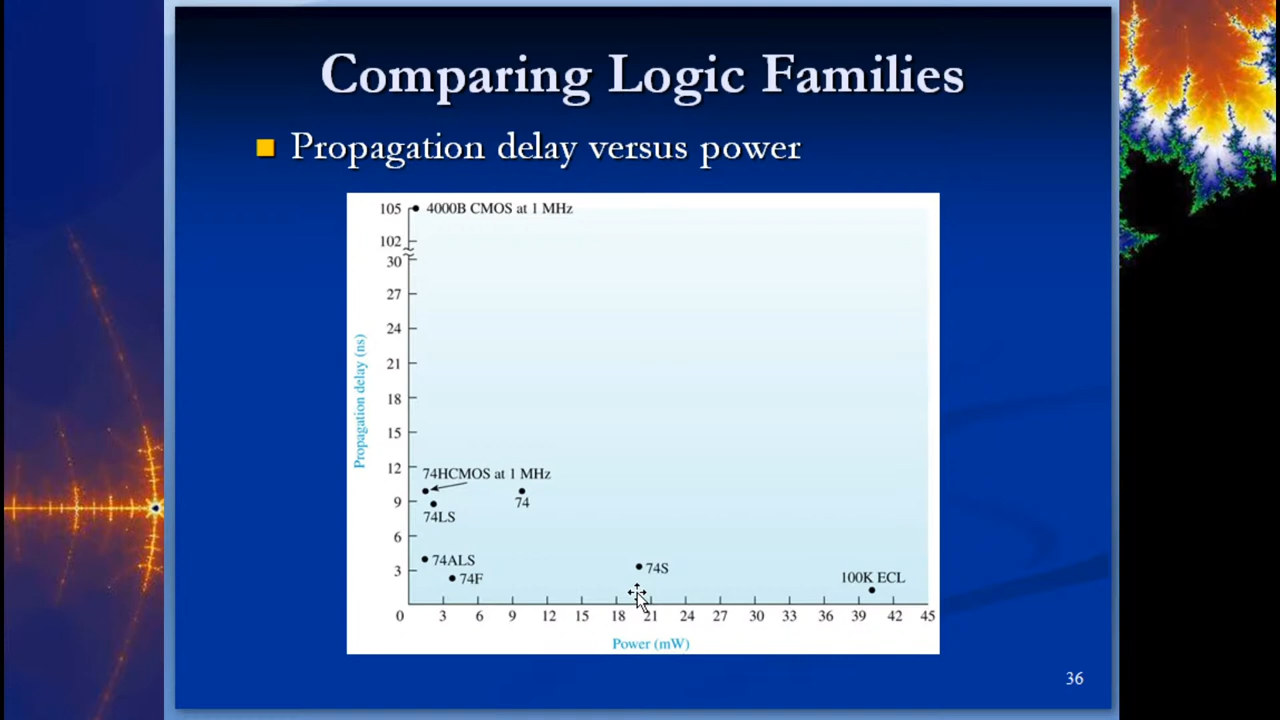 Comparing Logic Families
Propagation delay versus power
105
4000B CMOS at 1 MHz
102
30
27
24
21
18
15
12
9
6
3
Propagation delay (ns)
74HCMOS at 1 MHz
74
74LS
74ALS
74F
74S
100K ECL
0 3 6 9 12 15 18 21 24 27 30 33 36 39 42 45
Power (mW)
36